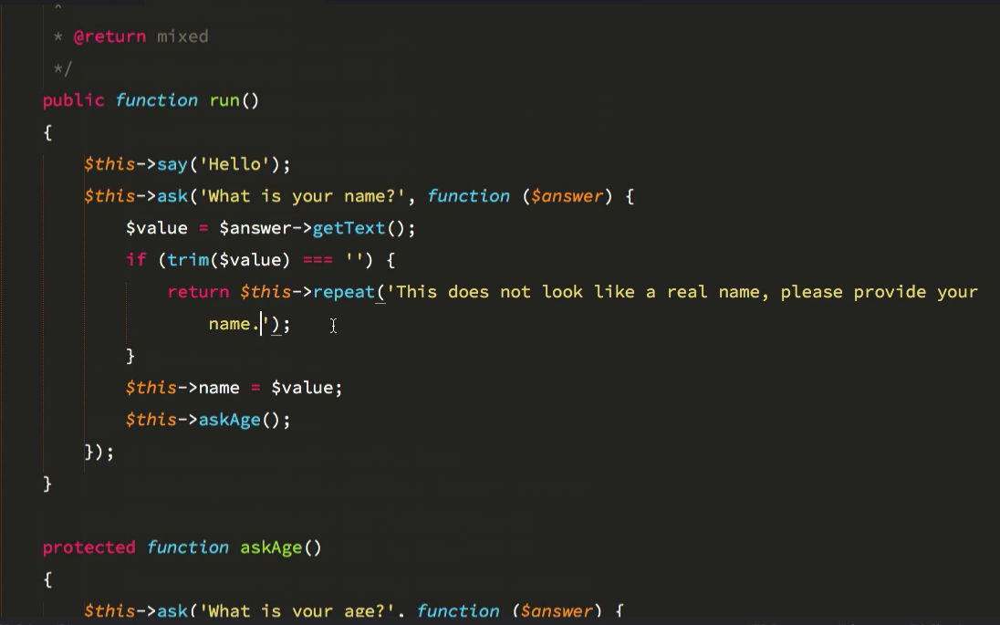 *
* @return mixed
*/
public function run()
{
$this->say('Hello');
$this->ask('What is your name?', function ($answer) {
$value = $answer->getText();
if (trim($value) === '') {
return $this->repeat('This does not look like a real name, please provide your
name.');
}
$this->name = $value;
$this->askAge();
});
}
protected function askAge()
{
$this->ask('What is your age?', function ($answer) {